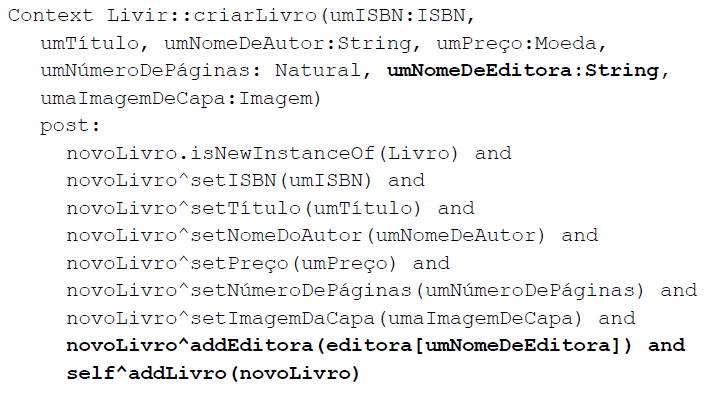 Context Livir::criarLivro(umISBN:ISBN,
umTítulo, umNomeDeAutor:String, umPreço:Moeda,
umNúmeroDePáginas: Natural, umNomeDeEditora:String,
umaImagemDeCapa:Imagem)
post:
novoLivro.isNewInstanceOf(Livro) and
novoLivro^setISBN(umISBN) and
novoLivro^setTítulo(umTítulo) and
novoLivro^setNomeDoAutor(umNomeDeAutor) and
novoLivro^setPreço(umPreço) and
novoLivro^setNúmeroDePáginas(umNúmeroDePáginas) and
novoLivro^setImagemDaCapa(umaImagemDeCapa) and
novoLivro^addEditora(editora[umNomeDeEditora]) and
self^addLivro(novoLivro)